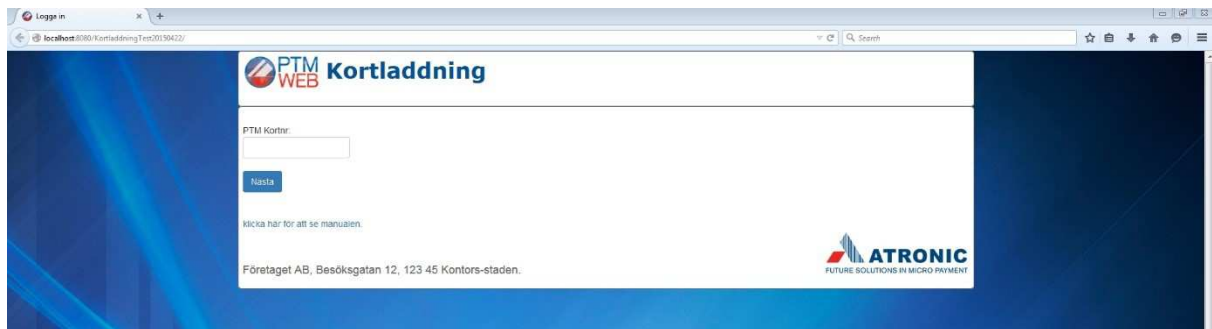 Logga in
localhost:8080/KortladdningTest20150422/
Search
PTM WEB Kortladdning
PTM Kortnr:
Nästa
klicka här för att se manualen.
ATRONIC
FUTURE SOLUTIONS IN MICRO PAYMENT
Företaget AB, Besöksgatan 12, 123 45 Kontors-staden.